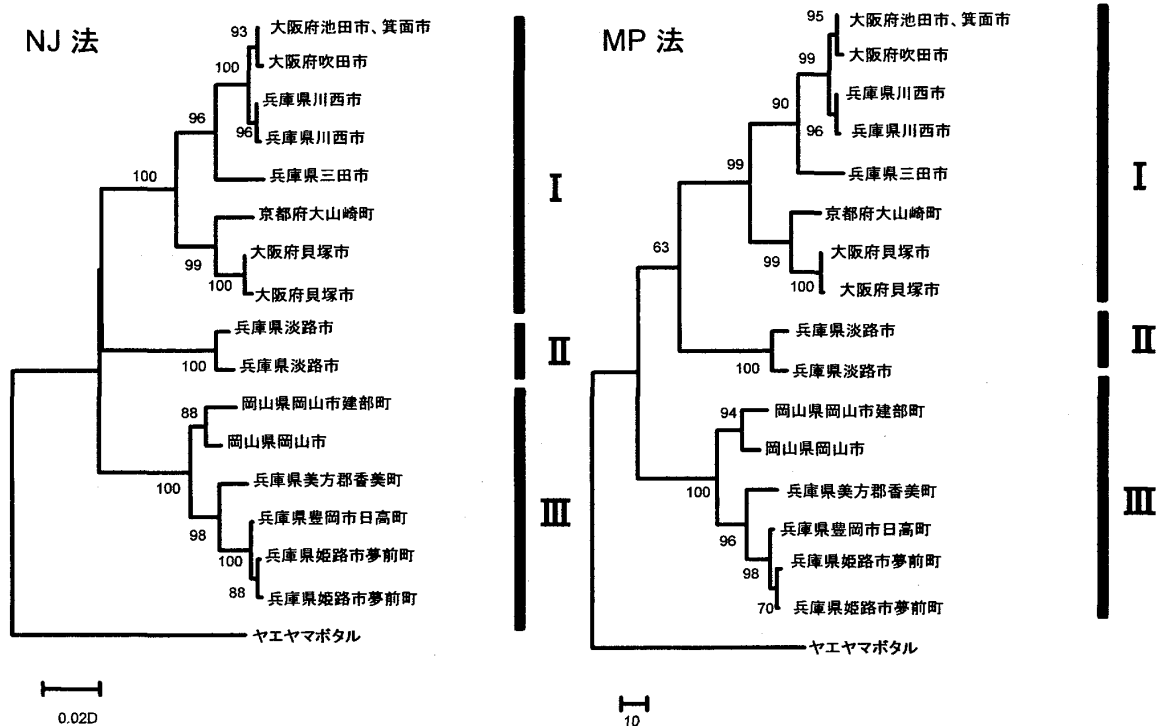 NJ 法
93
大阪府池田市、箕面市
大阪府吹田市
100
兵庫県川西市
96
兵庫県川西市
96
兵庫県三田市
100
京都府大山崎町
大阪府貝塚市
99
100
大阪府貝塚市
I
兵庫県淡路市
100
兵庫県淡路市
II
88
岡山県岡山市建部町
岡山県岡山市
100
兵庫県美方郡香美町
兵庫県豊岡市日高町
98
100
兵庫県姫路市夢前町
88
兵庫県姫路市夢前町
III
ヤエヤマボタル
0.02D
MP 法
95
大阪府池田市、箕面市
大阪府吹田市
99
兵庫県川西市
90
96
兵庫県川西市
99
兵庫県三田市
京都府大山崎町
大阪府貝塚市
99
100
大阪府貝塚市
I
63
兵庫県淡路市
100
兵庫県淡路市
II
94
岡山県岡山市建部町
岡山県岡山市
100
兵庫県美方郡香美町
兵庫県豊岡市日高町
96
98
兵庫県姫路市夢前町
70
兵庫県姫路市夢前町
III
ヤエヤマボタル
10